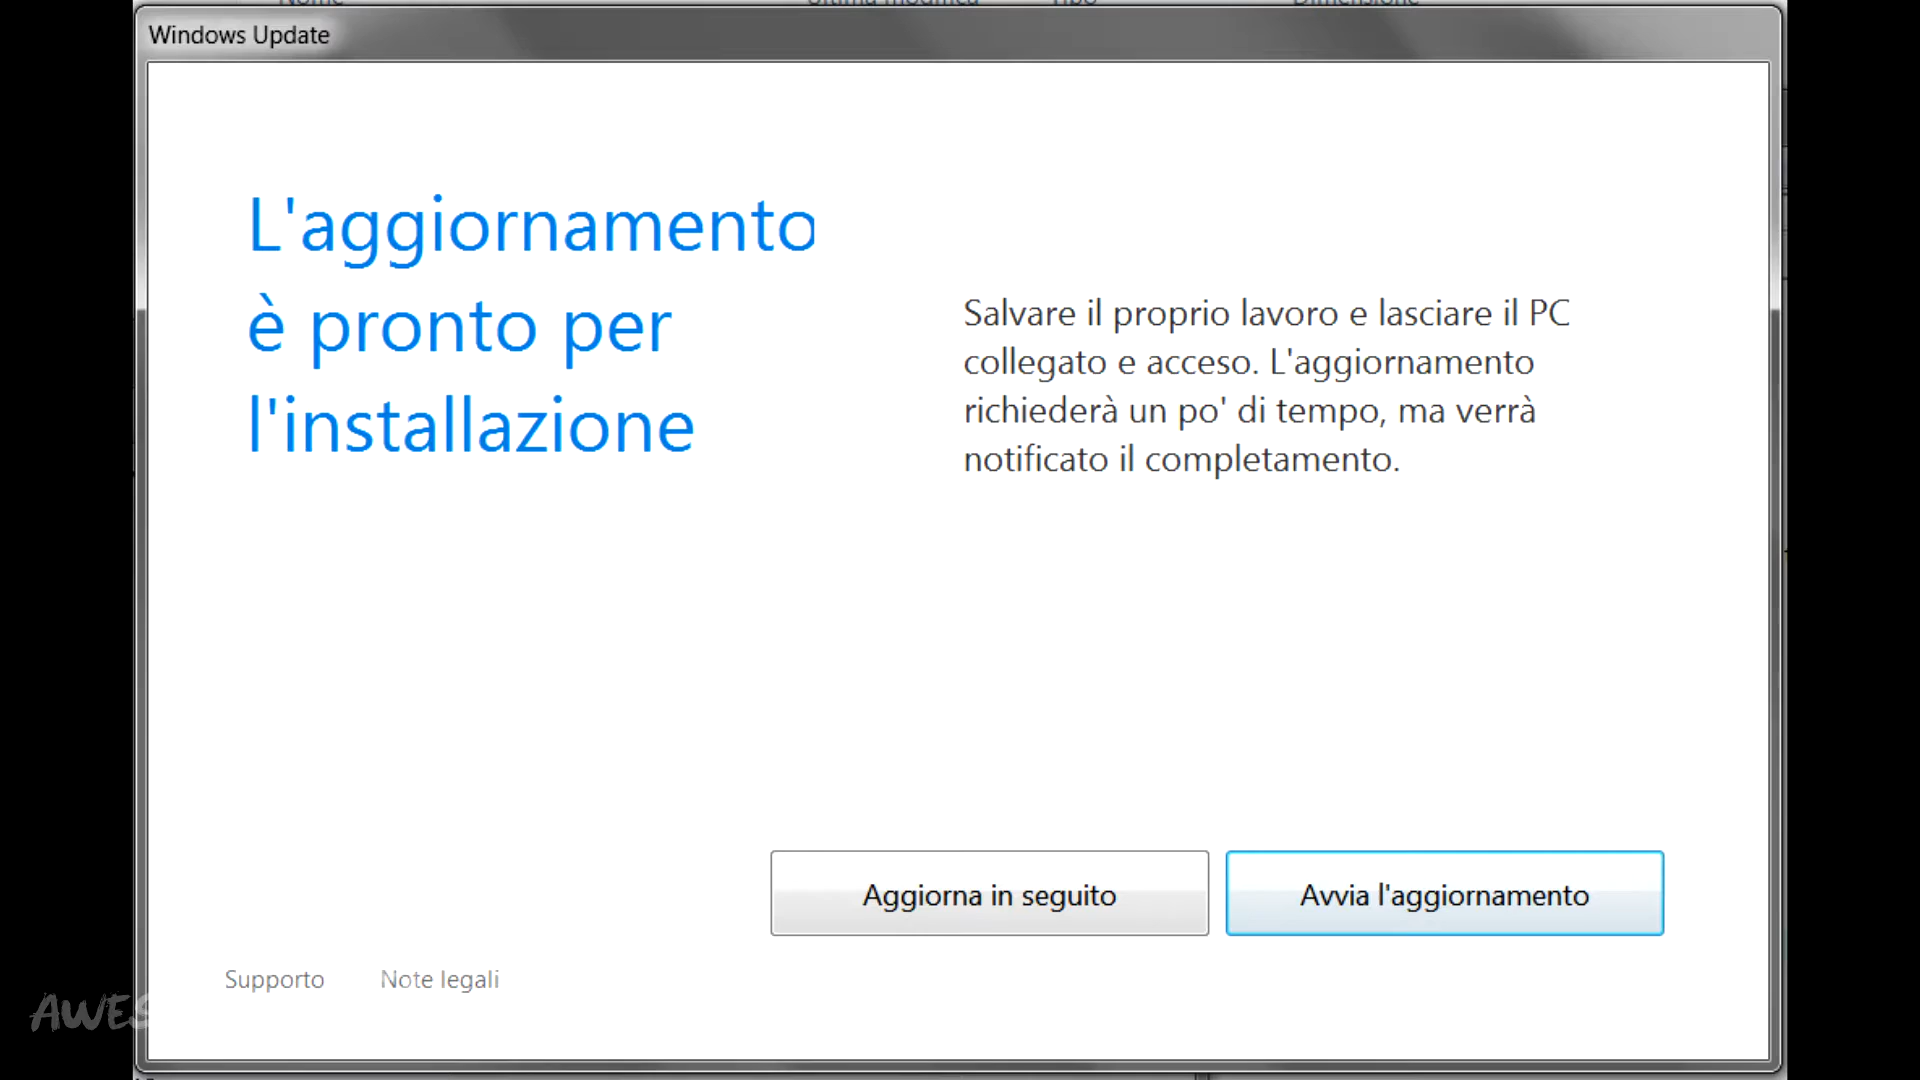 Windows Update
L'aggiornamento
è pronto per
l'installazione
Salvare il proprio lavoro e lasciare il PC
collegato e acceso. L'aggiornamento
richiederà un po' di tempo, ma verrà
notificato il completamento.
Aggiorna in seguito
Avvia l'aggiornamento
Supporto
Note legali
AWES